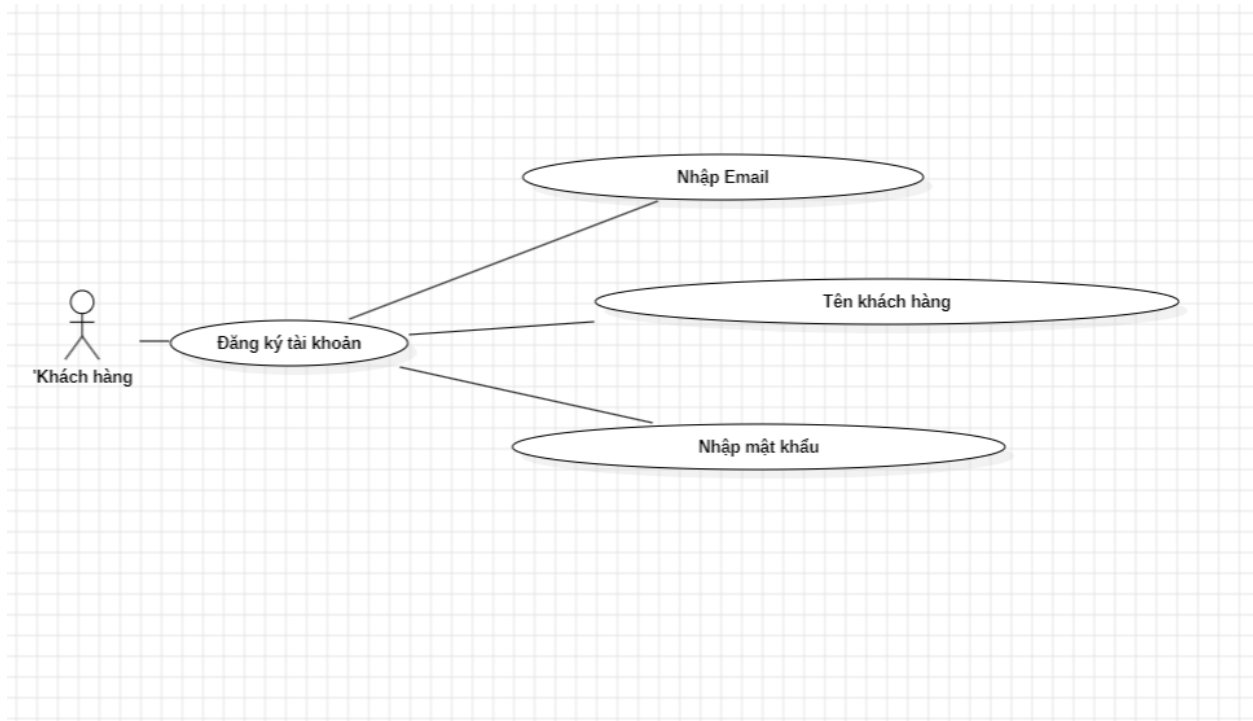 Nhập Email
Tên khách hàng
Đăng ký tài khoản
'Khách hàng
Nhập mật khẩu